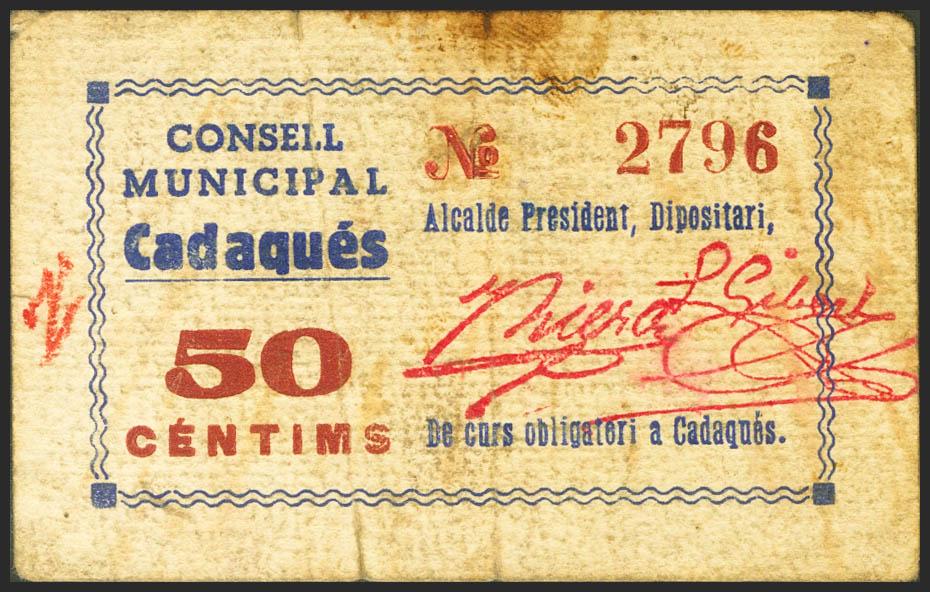 CONSELL
MUNICIPAL
Cadaqués
50
CÉNTIMS
Nº 2796
Alcalde President, Dipositari,
De curs obligatori a Cadaqués.